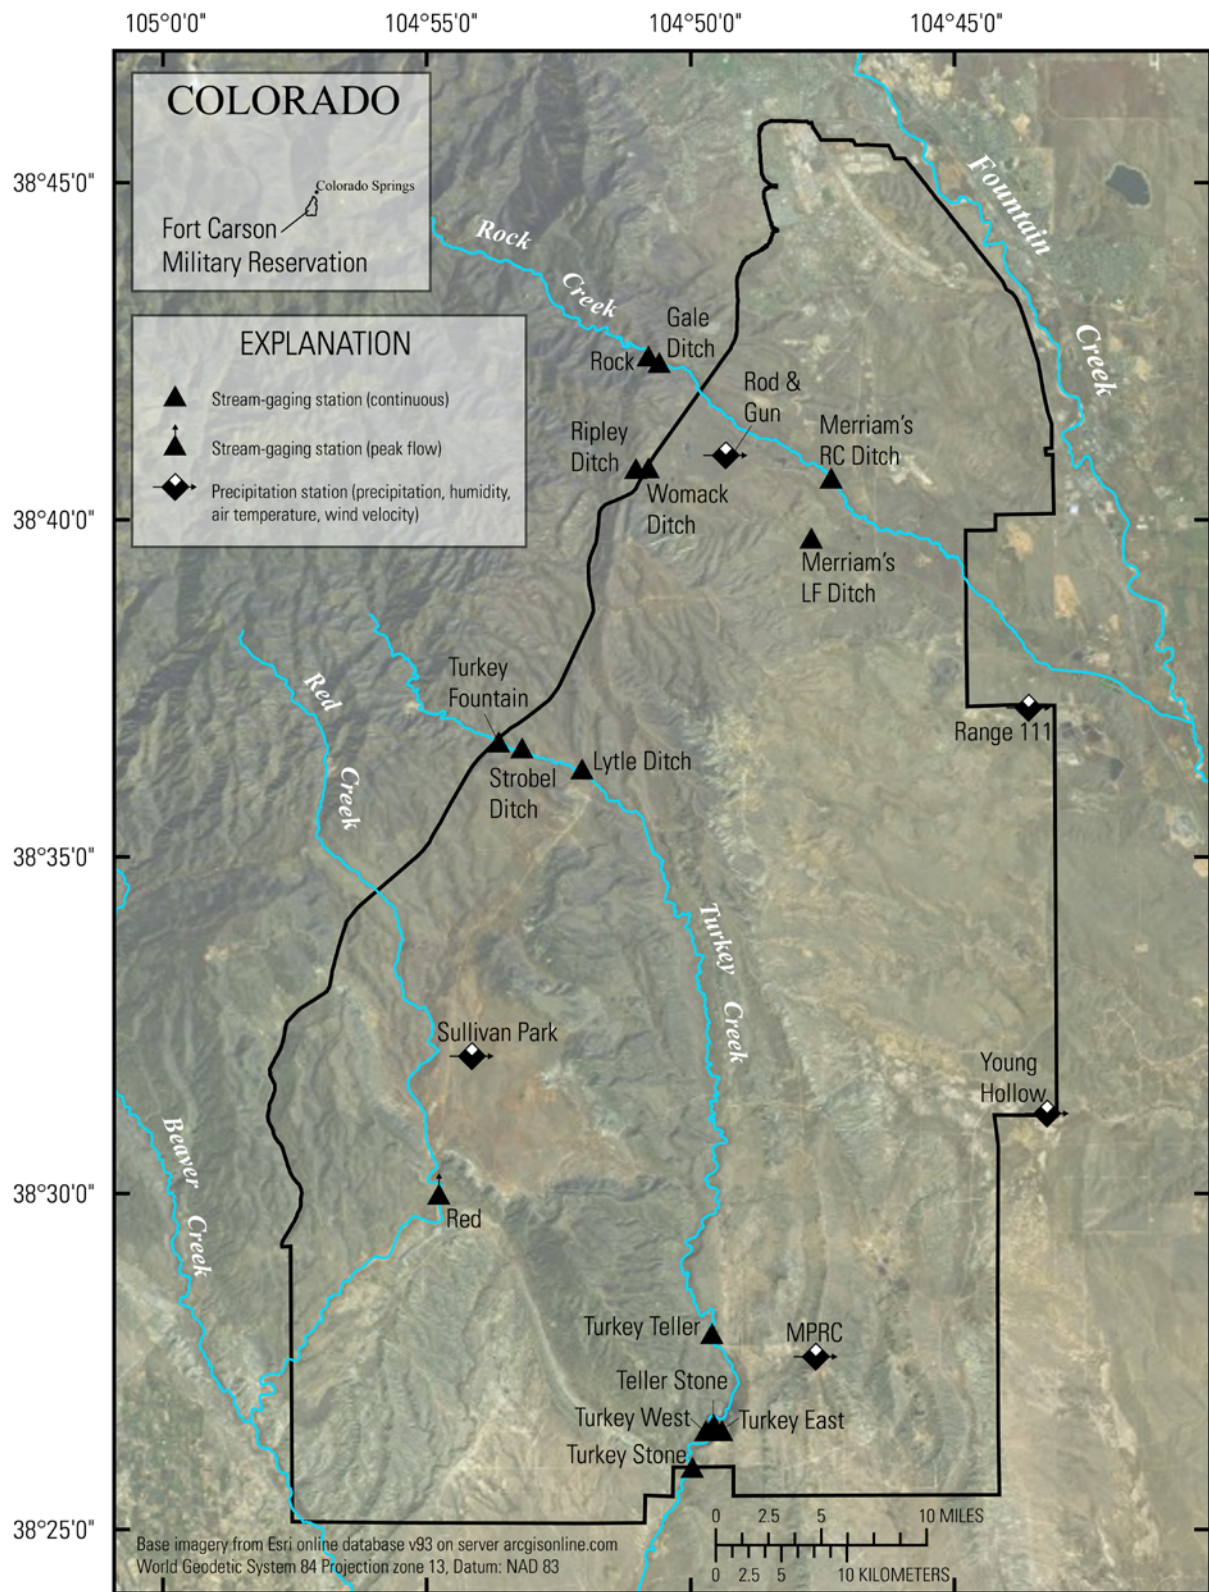 105°0'0"
104°55'0"
104°50'0"
104°45'0"
COLORADO
Colorado Springs
Fort Carson
Military Reservation
EXPLANATION
Stream-gaging station (continuous)
Stream-gaging station (peak flow)
Precipitation station (precipitation, humidity,
air temperature, wind velocity)
38°45'0"
38°40'0"
38°35'0"
38°30'0"
38°25'0"
Fountain
Creek
Rock
Creek
Gale
Ditch
Rock
Rod &
Gun
Ripley
Ditch
Merriam's
RC Ditch
Womack
Ditch
Merriam's
LF Ditch
Turkey
Fountain
Red
Creek
Range 111
Lytle Ditch
Strobel
Ditch
Turkey
Creek
Sullivan Park
Young
Hollow
Beaver
Creek
Red
Turkey Teller
MPRC
Teller Stone
Turkey West
Turkey East
Turkey Stone
0 2.5 5 10 MILES
0 2.5 5 10 KILOMETERS
Base imagery from Esri online database v93 on server arcgisonline.com
World Geodetic System 84 Projection zone 13, Datum: NAD 83